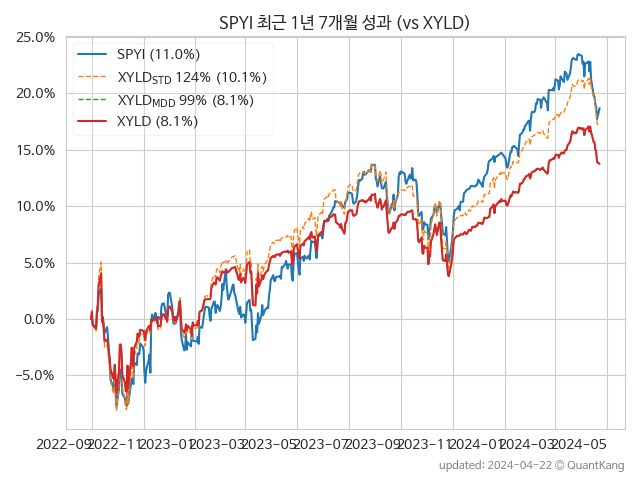 SPYI 최근 1년 7개월 성과 (vs XYLD)
25.0%
20.0%
15.0%
10.0%
5.0%
0.0%
−5.0%
SPYI (11.0%)
XYLD_STD 124% (10.1%)
XYLD_MDD 99% (8.1%)
XYLD (8.1%)
2022-09 2022-11 2023-01 2023-03 2023-05 2023-07 2023-09 2023-11 2024-01 2024-03 2024-05
updated: 2024-04-22 © QuantKang